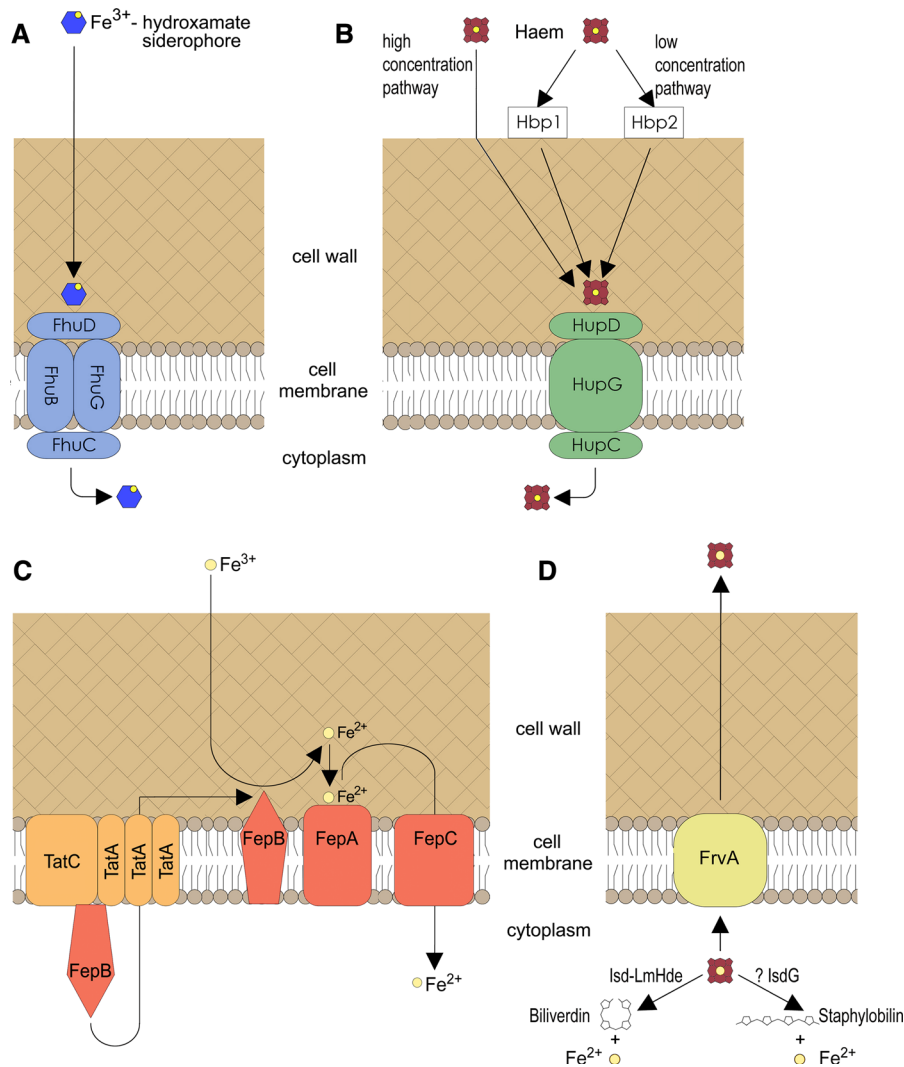 A
Fe3+- hydroxamate
siderophore
cell wall
FhuD
FhuB
FhuG
cell
membrane
FhuC
cytoplasm
B
high
concentration
pathway
Haem
low
concentration
pathway
Hbp1
Hbp2
HupD
HupG
HupC
C
Fe3+
Fe2+
Fe2+
TatC
TatA
TatA
TatA
FepB
FepA
FepC
FepB
Fe2+
cell wall
cell
membrane
cytoplasm
D
FrvA
Isd-LmHde
? IsdG
Biliverdin
Staphylobilin
+
+
Fe2+
Fe2+